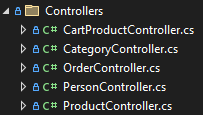 Controllers
C# CartProductController.cs
C# CategoryController.cs
C# OrderController.cs
C# PersonController.cs
C# ProductController.cs